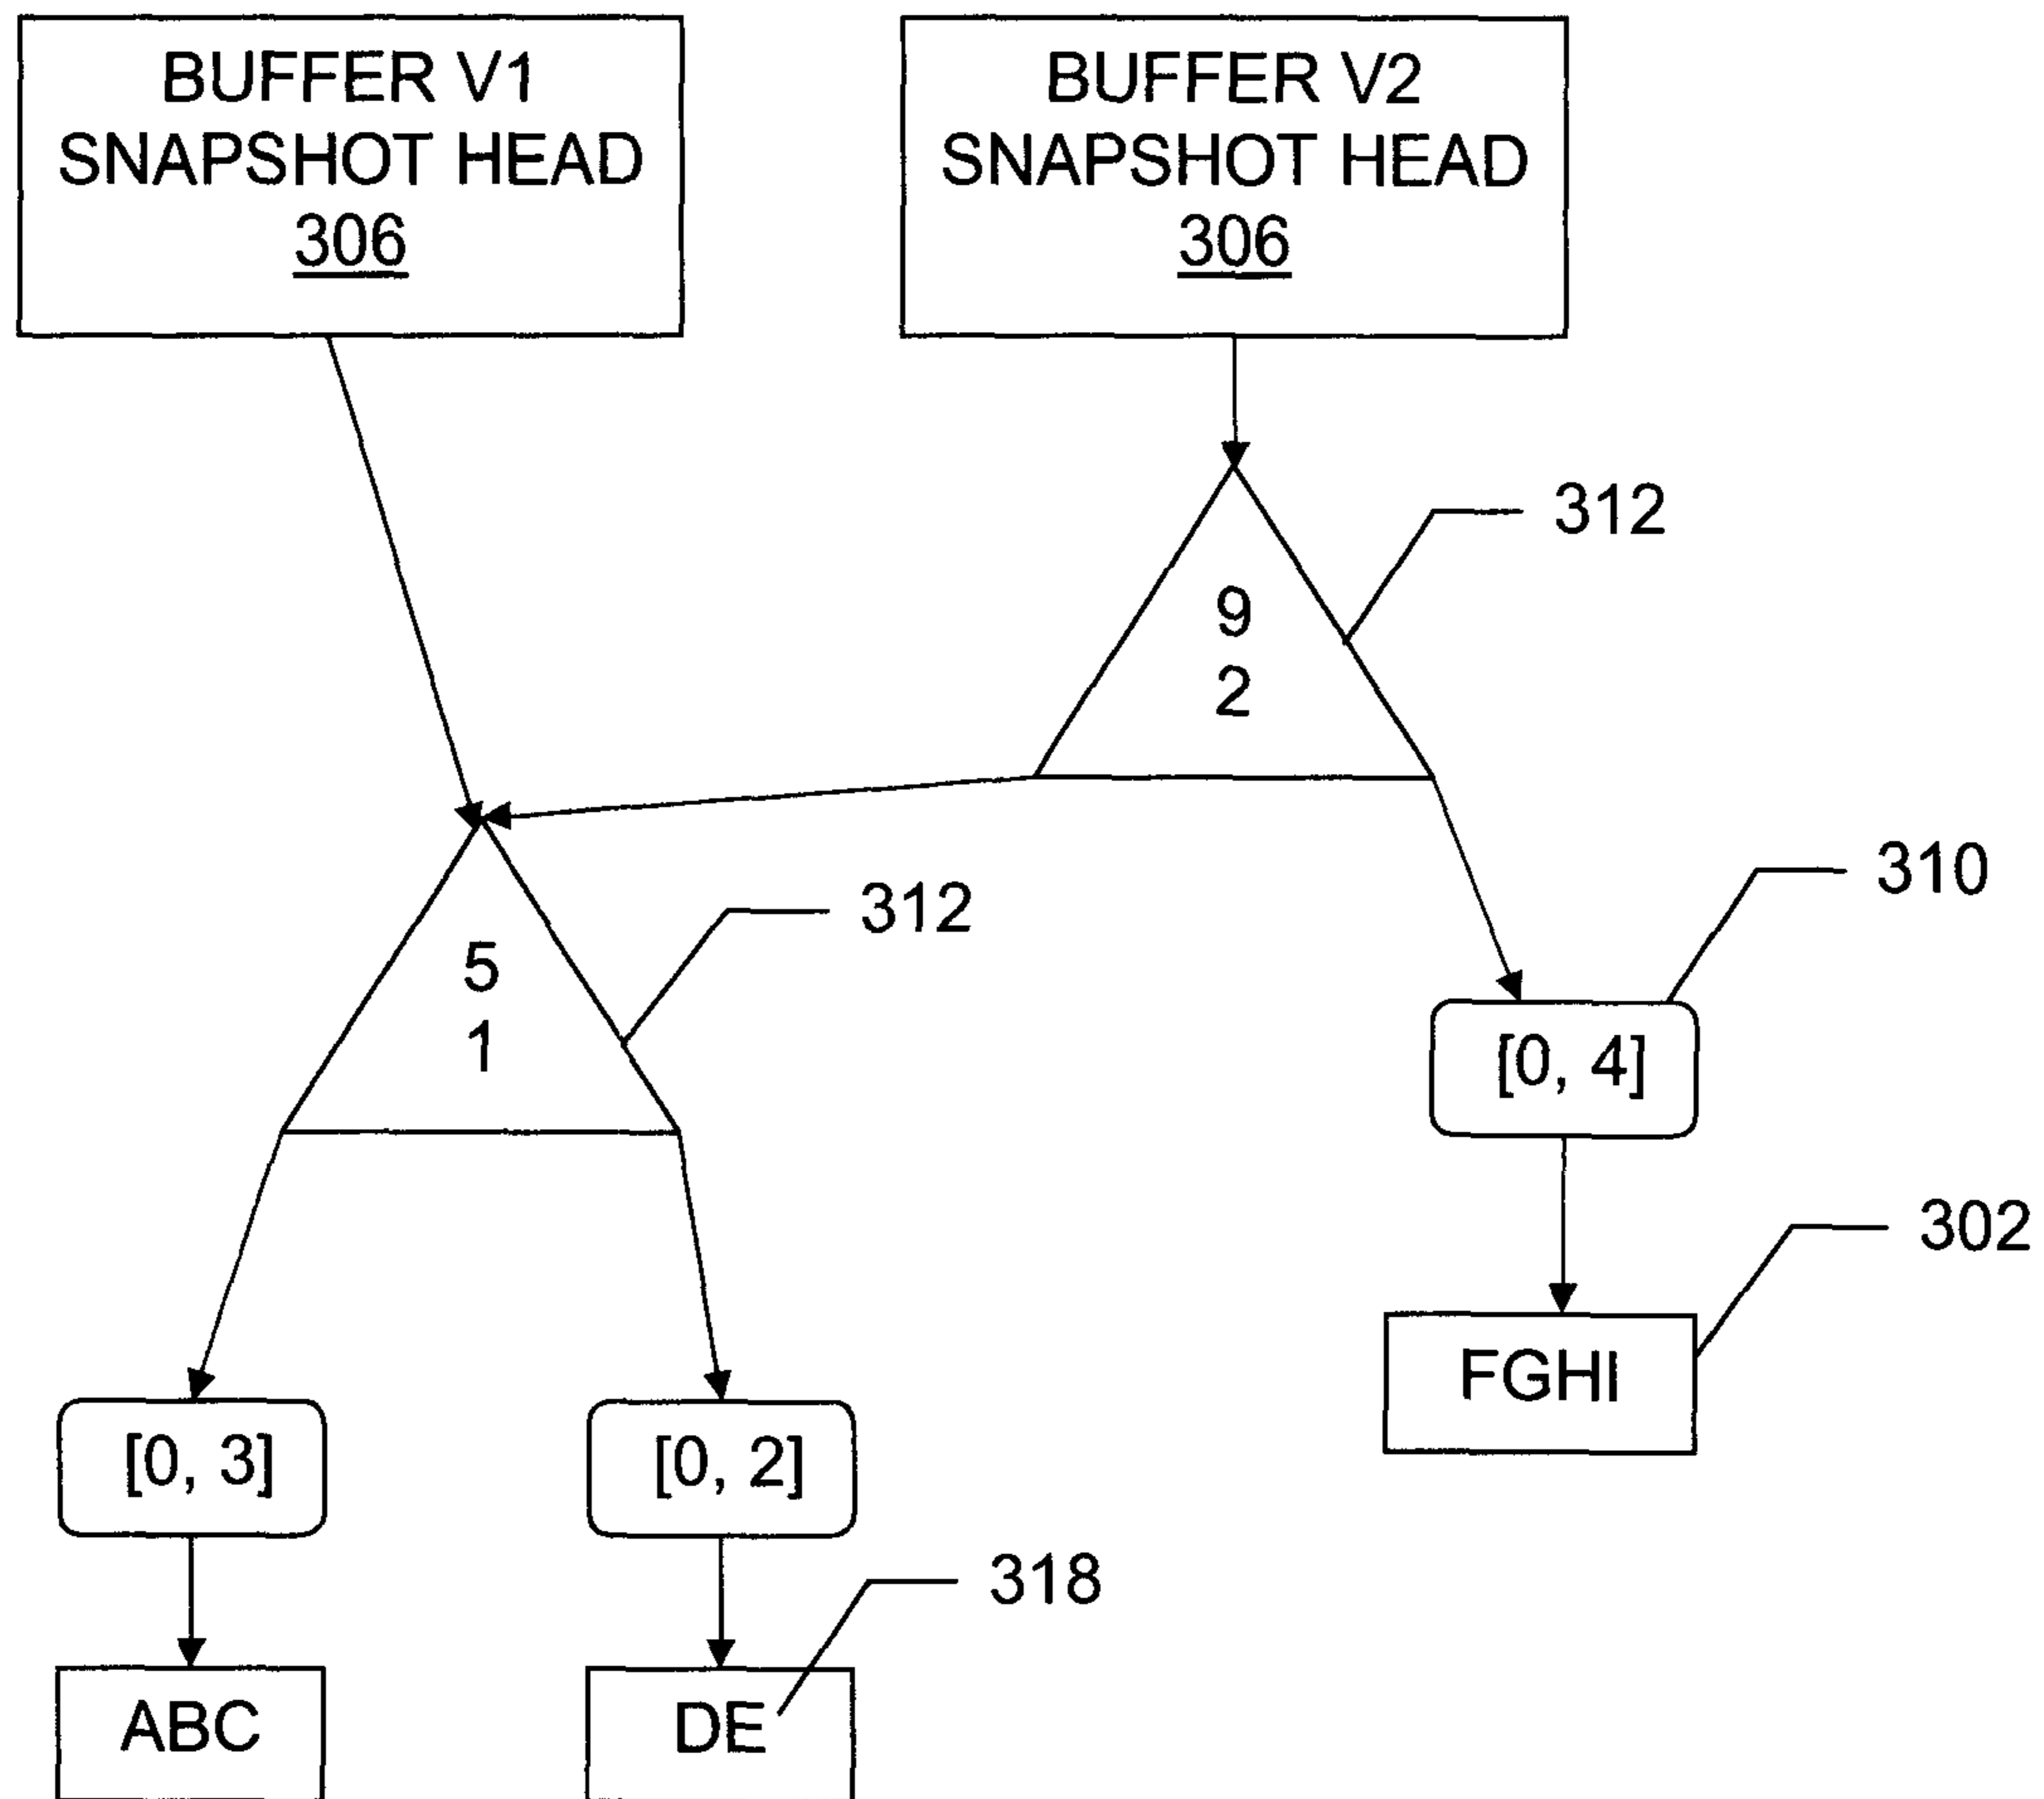 BUFFER V1
SNAPSHOT HEAD
306
BUFFER V2
SNAPSHOT HEAD
306
312
9
2
310
312
5
1
[0, 4]
302
FGHI
[0, 3]
[0, 2]
318
ABC
DE